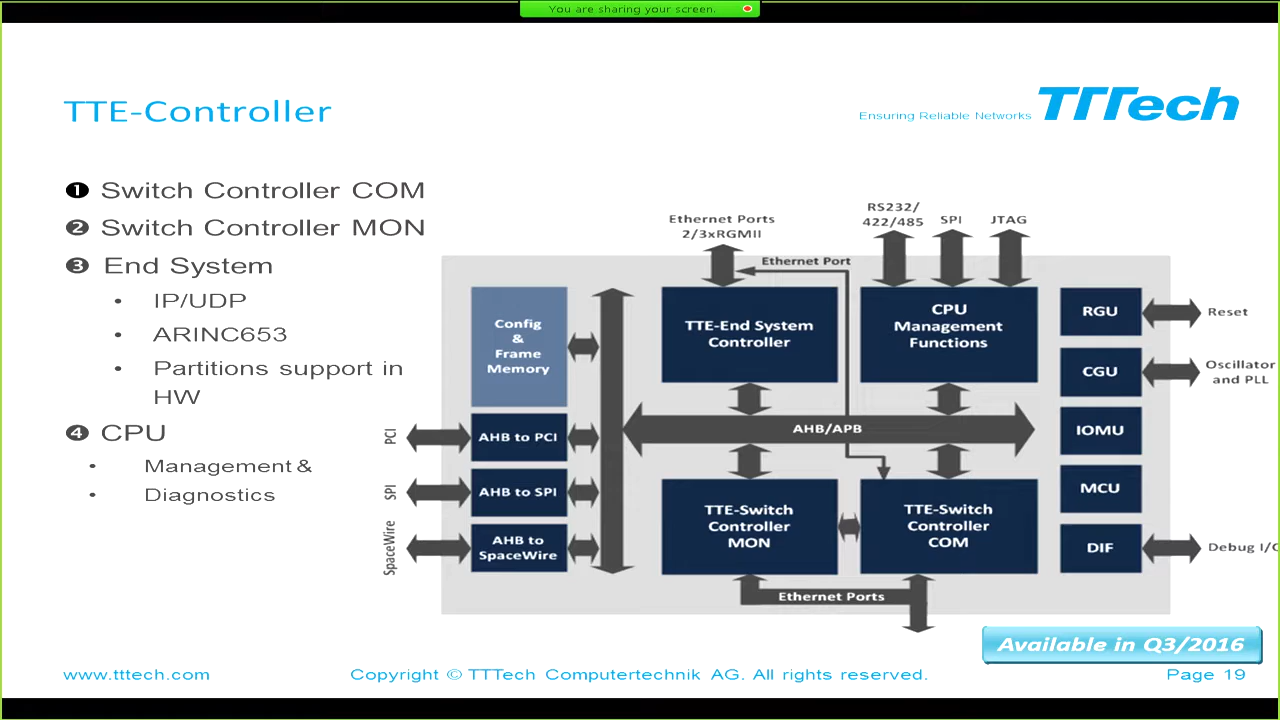 You are sharing your screen.
TTE-Controller
Ensuring Reliable Networks TTTech
❶ Switch Controller COM
❷ Switch Controller MON
❸ End System
• IP/UDP
• ARINC653
• Partitions support in
HW
❹ CPU
• Management &
• Diagnostics
Ethernet Ports
2/3xRGMII
RS232/
422/485
SPI
JTAG
Ethernet Port
Config
&
Frame
Memory
TTE-End System
Controller
CPU
Management
Functions
RGU
Reset
CGU
Oscillator
and PLL
PCI
AHB to PCI
AHB/APB
IOMU
SPI
AHB to SPI
TTE-Switch
Controller
MON
TTE-Switch
Controller
COM
MCU
SpaceWire
AHB to
SpaceWire
DIF
Debug I/O
Ethernet Ports
Available in Q3/2016
www.tttech.com
Copyright © TTTech Computertechnik AG. All rights reserved.
Page 19